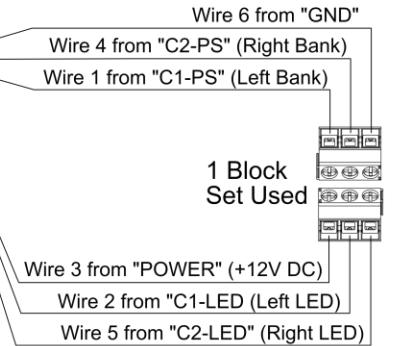 Wire 6 from "GND"
Wire 4 from "C2-PS" (Right Bank)
Wire 1 from "C1-PS" (Left Bank)
1 Block
Set Used
Wire 3 from "POWER" (+12V DC)
Wire 2 from "C1-LED (Left LED)
Wire 5 from "C2-LED" (Right LED)